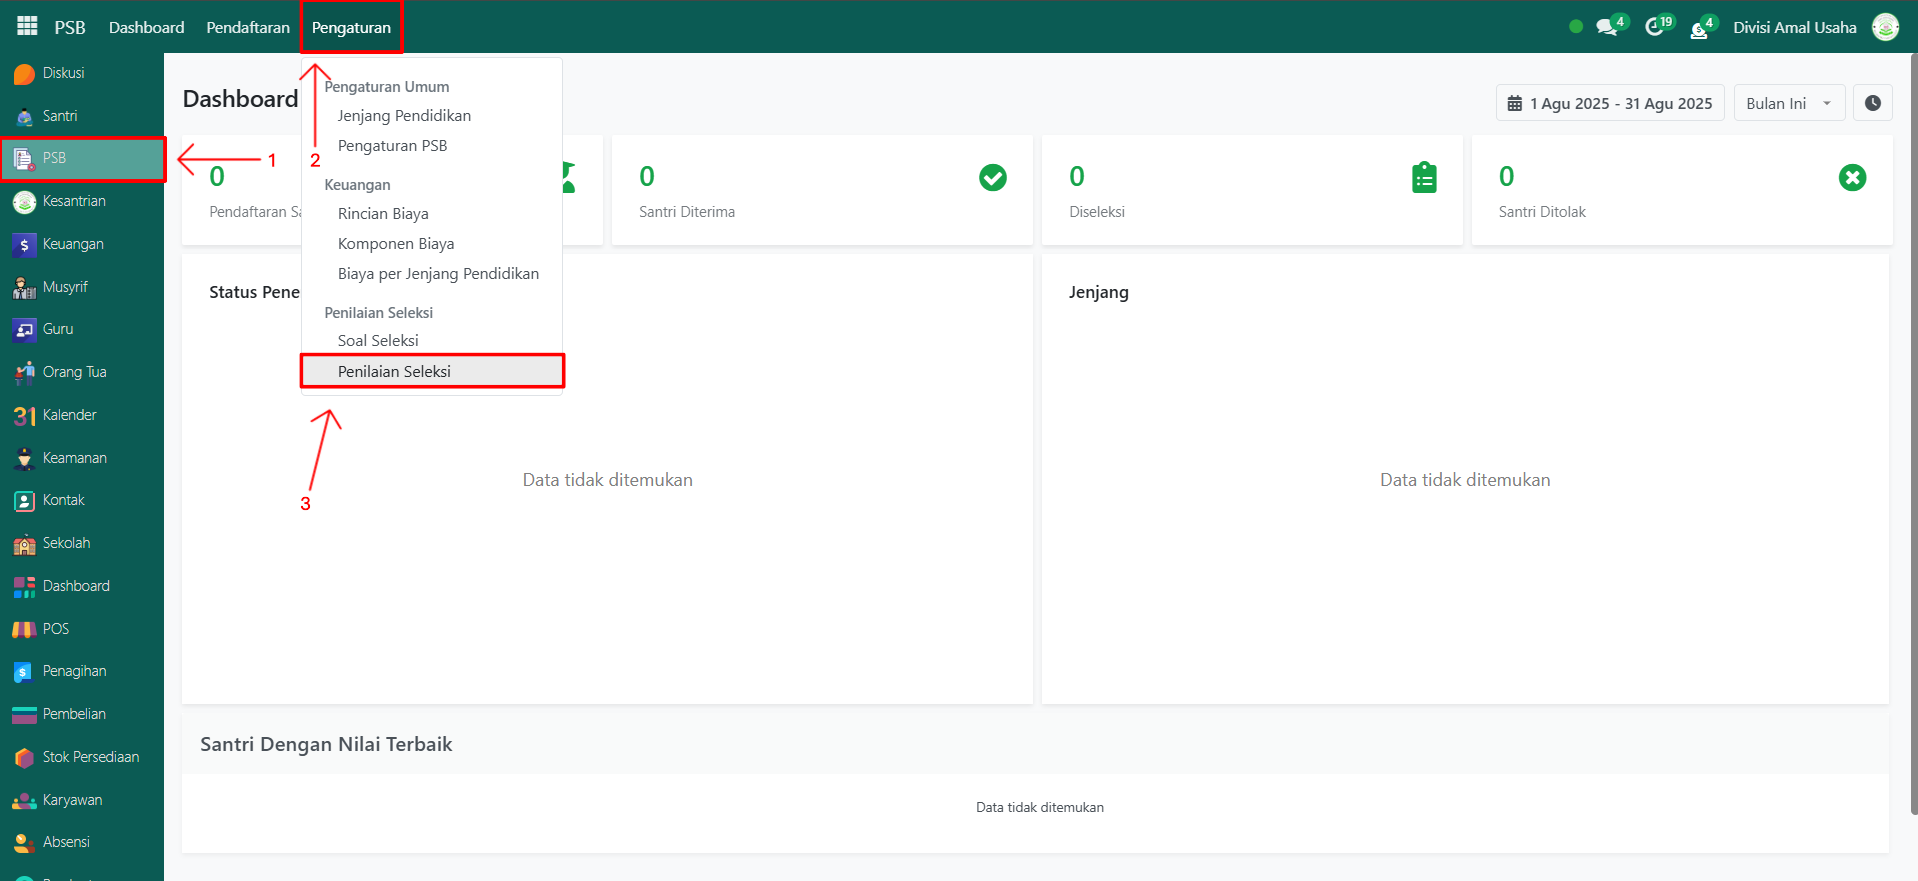 PSB Dashboard Pendaftaran Pengaturan 4 19 4 Divisi Amal Usaha
Diskusi
Santri
PSB
Kesantrian
Keuangan
Musyrif
Guru
Orang Tua
31 Kalender
Keamanan
Kontak
Sekolah
Dashboard
POS
Penagihan
Pembelian
Stok Persediaan
Karyawan
Absensi
Dashboard
1 Agu 2025 - 31 Agu 2025 Bulan Ini
Pengaturan Umum
Jenjang Pendidikan
Pengaturan PSB
Keuangan
Rincian Biaya
Komponen Biaya
Biaya per Jenjang Pendidikan
Penilaian Seleksi
Soal Seleksi
Penilaian Seleksi
1
2
3
0
Pendaftaran Sa
0
Santri Diterima
0
Diseleksi
0
Santri Ditolak
Status Pene
Data tidak ditemukan
Jenjang
Data tidak ditemukan
Santri Dengan Nilai Terbaik
Data tidak ditemukan